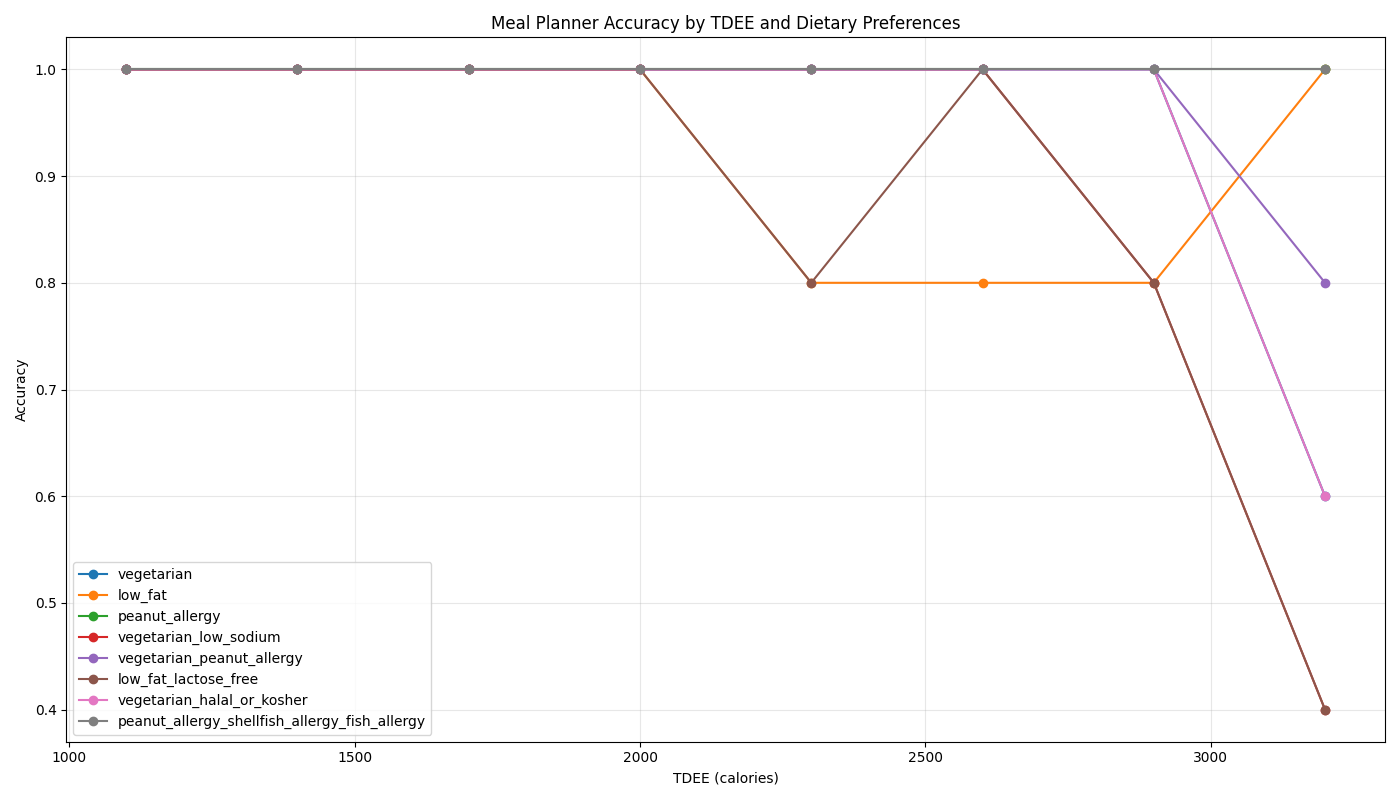 Meal Planner Accuracy by TDEE and Dietary Preferences
1.0
0.9
0.8
0.7
0.6
0.5
0.4
Accuracy
vegetarian
low_fat
peanut_allergy
vegetarian_low_sodium
vegetarian_peanut_allergy
low_fat_lactose_free
vegetarian_halal_or_kosher
peanut_allergy_shellfish_allergy_fish_allergy
1000 1500 2000 2500 3000
TDEE (calories)